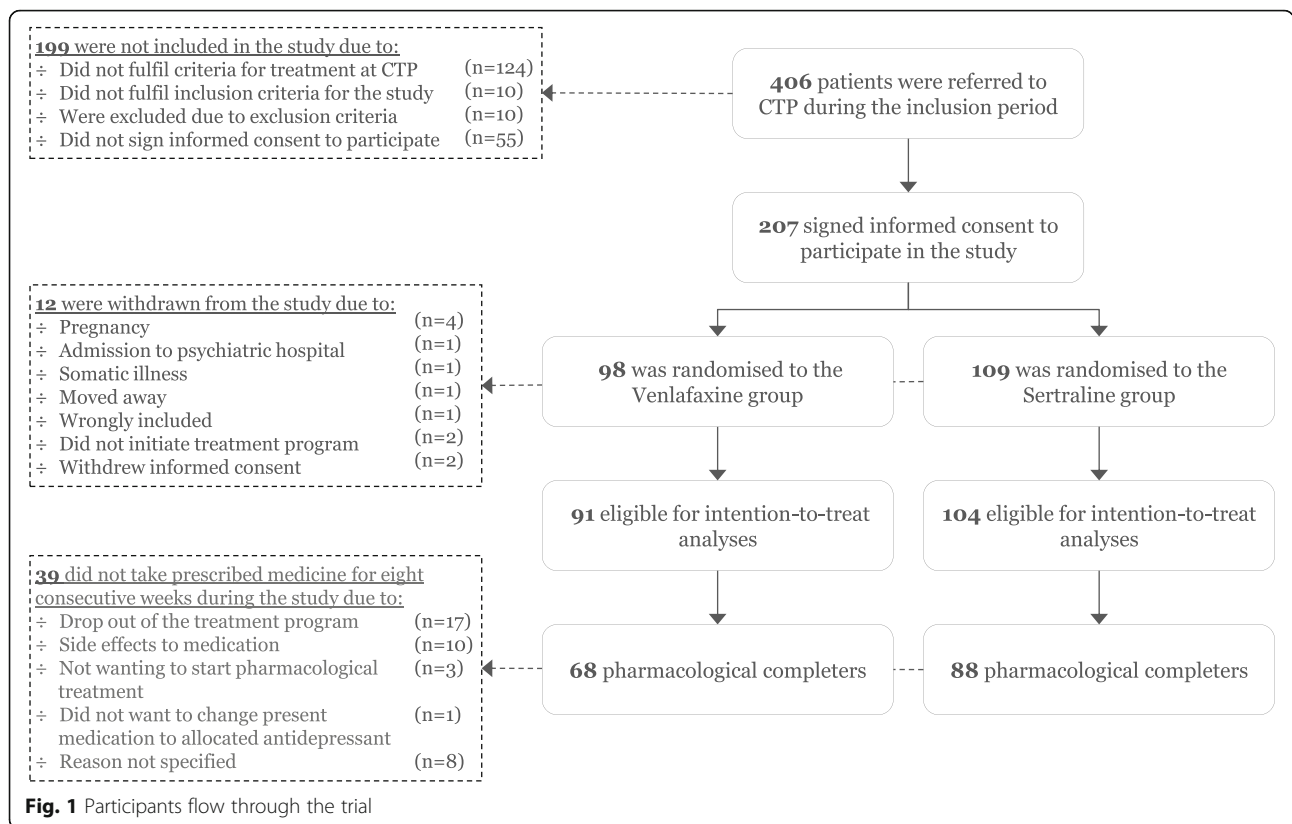 199 were not included in the study due to:
÷ Did not fulfil criteria for treatment at CTP (n=124)
÷ Did not fulfil inclusion criteria for the study (n=10)
÷ Were excluded due to exclusion criteria (n=10)
÷ Did not sign informed consent to participate (n=55)
406 patients were referred to
CTP during the inclusion period
207 signed informed consent to
participate in the study
12 were withdrawn from the study due to:
÷ Pregnancy (n=4)
÷ Admission to psychiatric hospital (n=1)
÷ Somatic illness (n=1)
÷ Moved away (n=1)
÷ Wrongly included (n=1)
÷ Did not initiate treatment program (n=2)
÷ Withdrew informed consent (n=2)
98 was randomised to the
Venlafaxine group
109 was randomised to the
Sertraline group
91 eligible for intention-to-treat
analyses
104 eligible for intention-to-treat
analyses
39 did not take prescribed medicine for eight
consecutive weeks during the study due to:
÷ Drop out of the treatment program (n=17)
÷ Side effects to medication (n=10)
÷ Not wanting to start pharmacological (n=3)
treatment
÷ Did not want to change present (n=1)
medication to allocated antidepressant
÷ Reason not specified (n=8)
68 pharmacological completers
88 pharmacological completers
Fig. 1 Participants flow through the trial